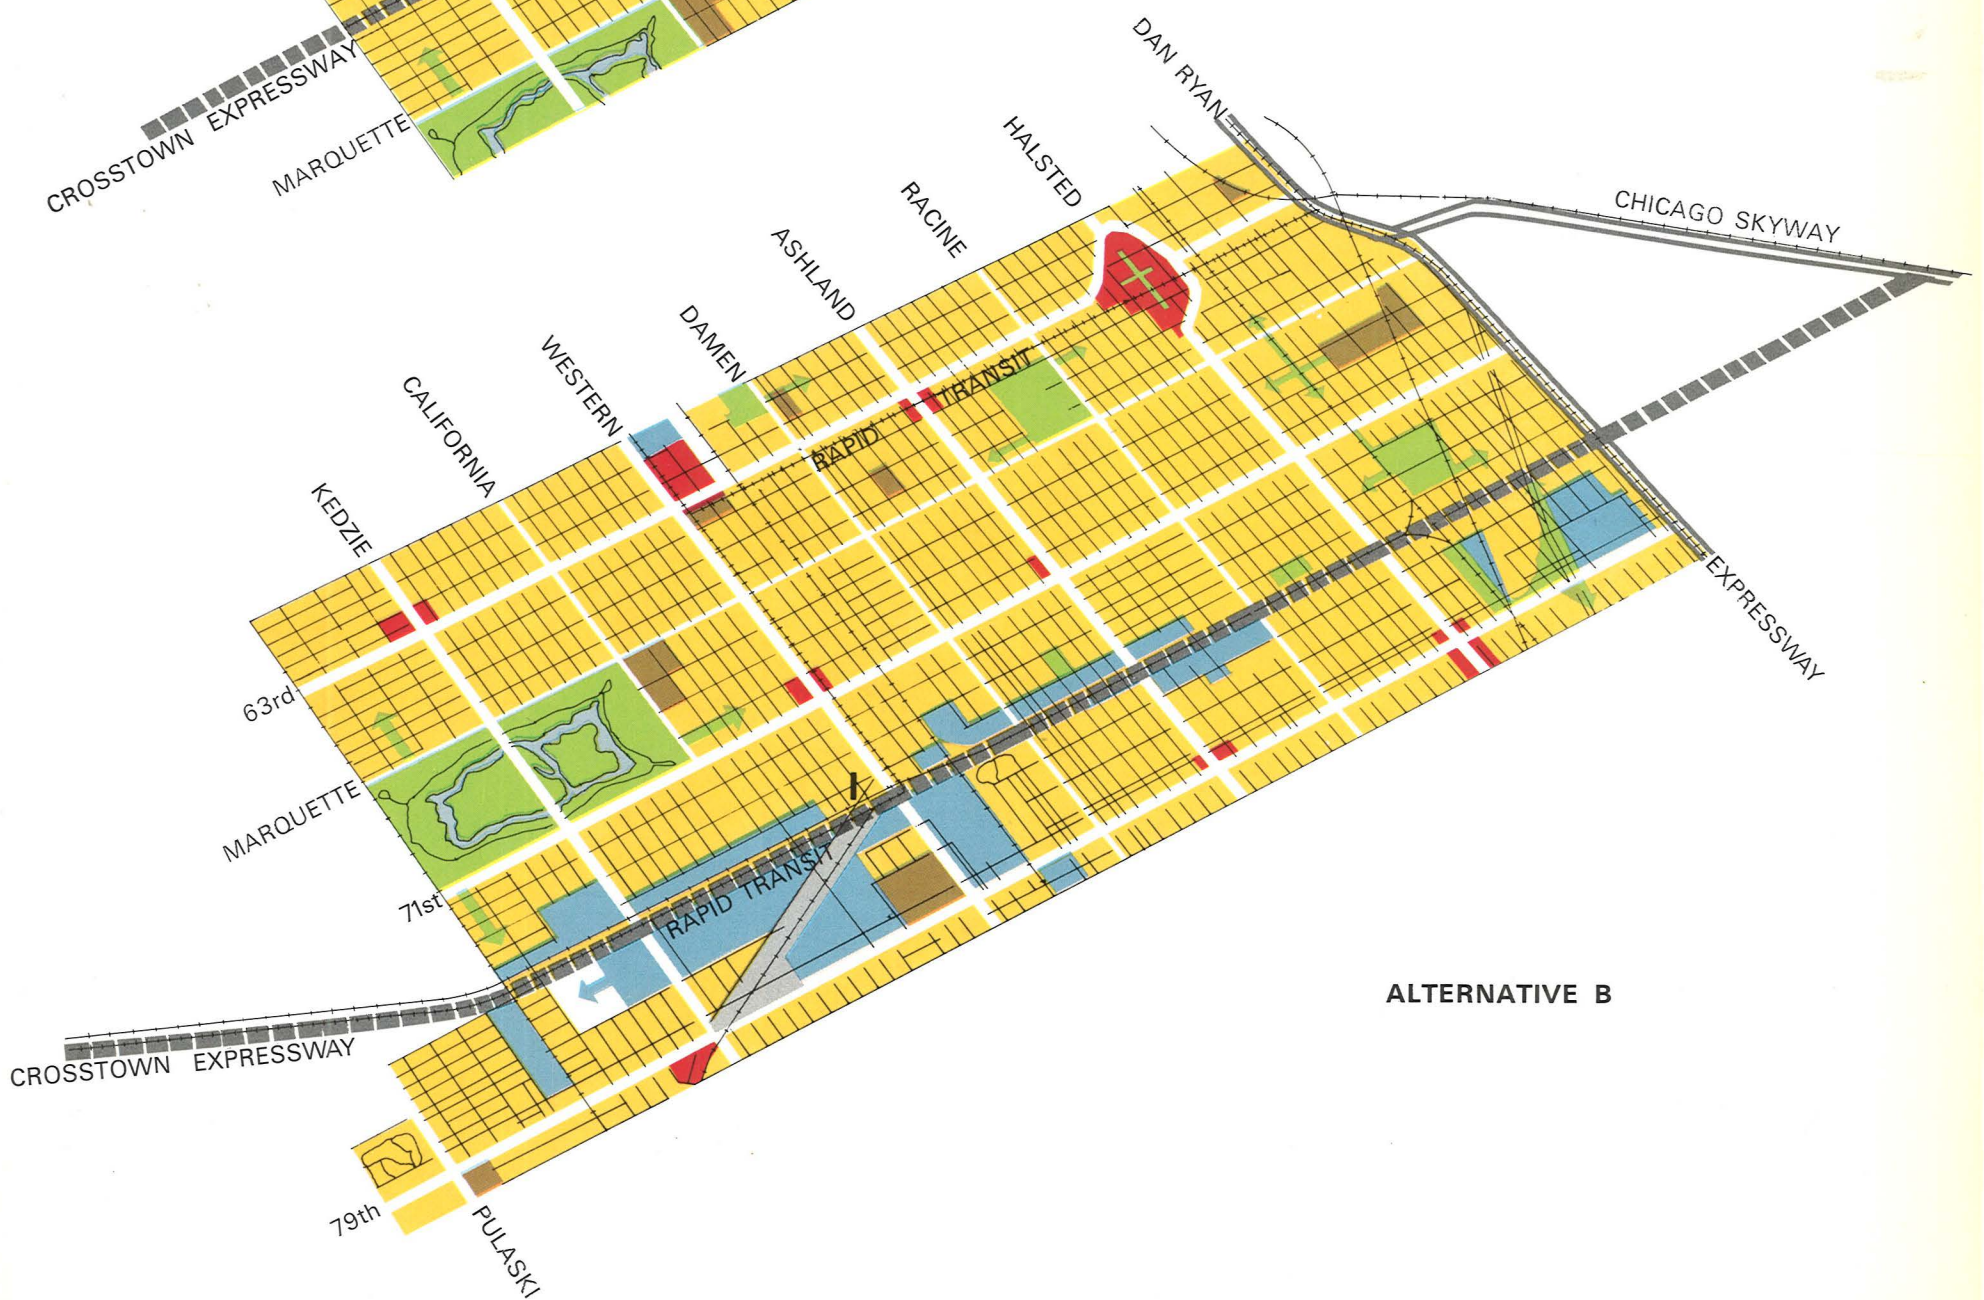 CROSSTOWN EXPRESSWAY
MARQUETTE
DAN RYAN
HALSTED
RACINE
ASHLAND
DAMEN
WESTERN
CALIFORNIA
KEDZIE
CHICAGO SKYWAY
RAPID TRANSIT
63rd
MARQUETTE
71st
I
RAPID TRANSIT
EXPRESSWAY
ALTERNATIVE B
CROSSTOWN EXPRESSWAY
79th
PULASKI